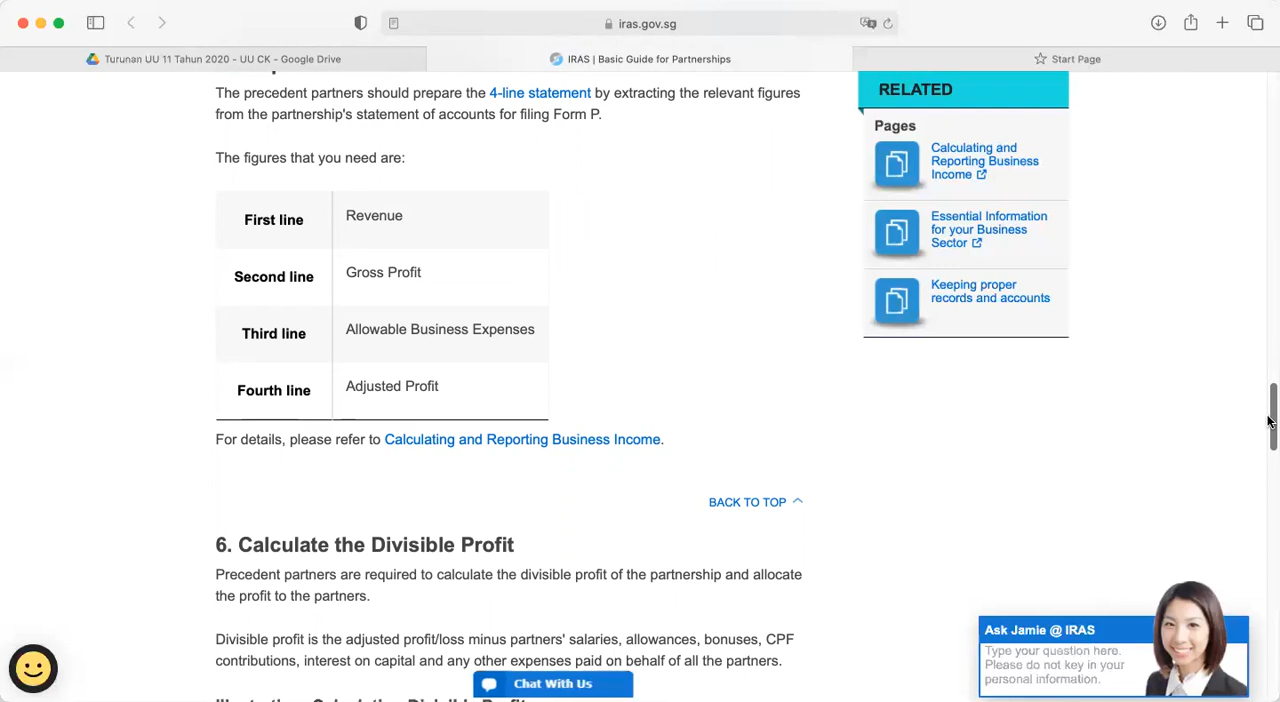 iras.gov.sg
Turunan UU 11 Tahun 2020 - UU CK - Google Drive
IRAS | Basic Guide for Partnerships
Start Page
The precedent partners should prepare the 4-line statement by extracting the relevant figures
from the partnership's statement of accounts for filing Form P.
The figures that you need are:
First line Revenue
Second line Gross Profit
Third line Allowable Business Expenses
Fourth line Adjusted Profit
For details, please refer to Calculating and Reporting Business Income.
BACK TO TOP
6. Calculate the Divisible Profit
Precedent partners are required to calculate the divisible profit of the partnership and allocate
the profit to the partners.
Divisible profit is the adjusted profit/loss minus partners' salaries, allowances, bonuses, CPF
contributions, interest on capital and any other expenses paid on behalf of all the partners.
RELATED
Pages
Calculating and
Reporting Business
Income
Essential Information
for your Business
Sector
Keeping proper
records and accounts
Ask Jamie @ IRAS
Type your question here.
Please do not key in your
personal information.
Chat With Us